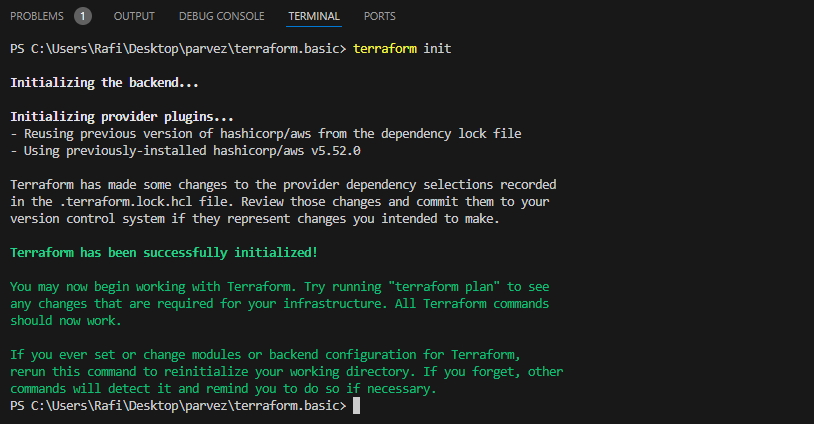 PROBLEMS 1 OUTPUT DEBUG CONSOLE TERMINAL PORTS
PS C:\Users\Rafi\Desktop\parvez\terraform.basic> terraform init
Initializing the backend...
Initializing provider plugins...
- Reusing previous version of hashicorp/aws from the dependency lock file
- Using previously-installed hashicorp/aws v5.52.0
Terraform has made some changes to the provider dependency selections recorded
in the .terraform.lock.hcl file. Review those changes and commit them to your
version control system if they represent changes you intended to make.
Terraform has been successfully initialized!
You may now begin working with Terraform. Try running "terraform plan" to see
any changes that are required for your infrastructure. All Terraform commands
should now work.
If you ever set or change modules or backend configuration for Terraform,
rerun this command to reinitialize your working directory. If you forget, other
commands will detect it and remind you to do so if necessary.
PS C:\Users\Rafi\Desktop\parvez\terraform.basic>